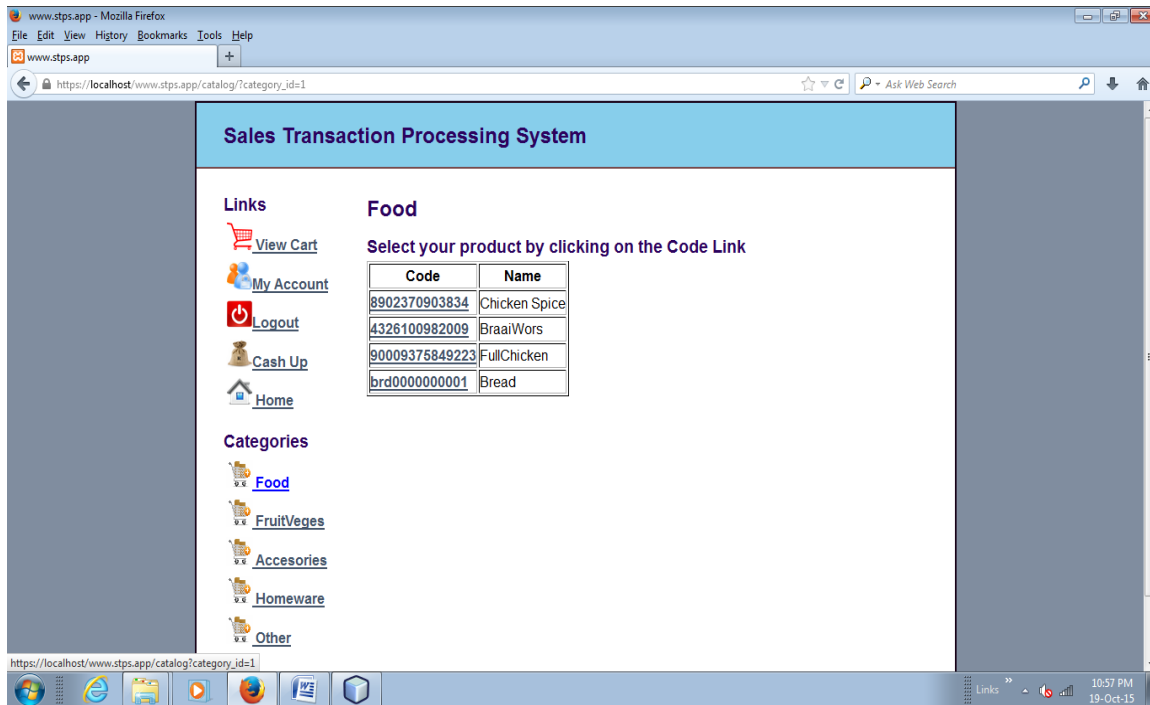 www.stps.app - Mozilla Firefox
File Edit View History Bookmarks Tools Help
www.stps.app
https://localhost/www.stps.app/catalog/?category_id=1
Ask Web Search
Sales Transaction Processing System
Links
View Cart
My Account
Logout
Cash Up
Home
Categories
Food
FruitVeges
Accesories
Homeware
Other
Food
Select your product by clicking on the Code Link
Code Name
8902370903834 Chicken Spice
4326100982009 BraaiWors
90009375849223 FullChicken
brd0000000001 Bread
https://localhost/www.stps.app/catalog?category_id=1
Links
10:57 PM
19-Oct-15